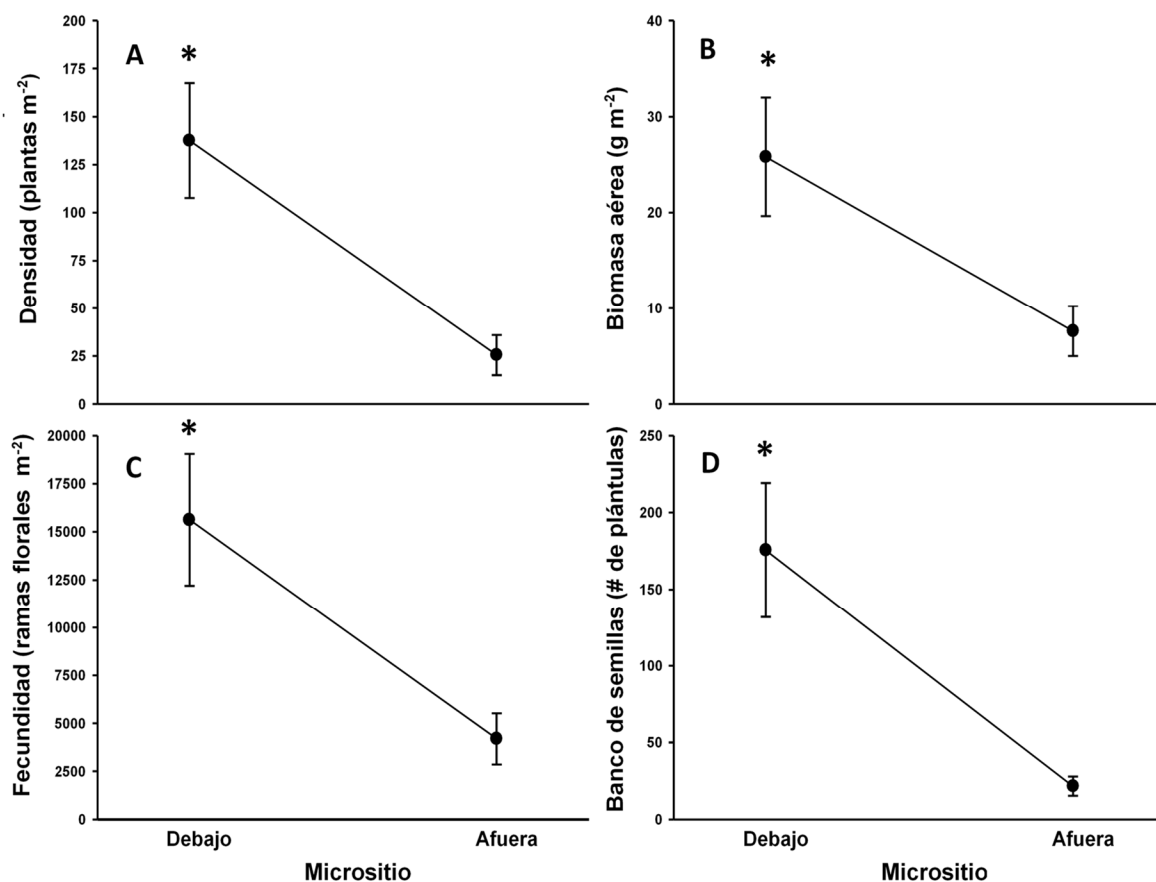 A
*
Densidad (plantas m⁻²)
200
175
150
125
100
75
50
25
0
B
*
Biomasa aérea (g m⁻²)
40
30
20
10
0
C
*
Fecundidad (ramas florales m⁻²)
20000
17500
15000
12500
10000
7500
5000
2500
0
Debajo
Afuera
Micrositio
D
*
Banco de semillas (# de plántulas)
250
200
150
100
50
0
Debajo
Afuera
Micrositio